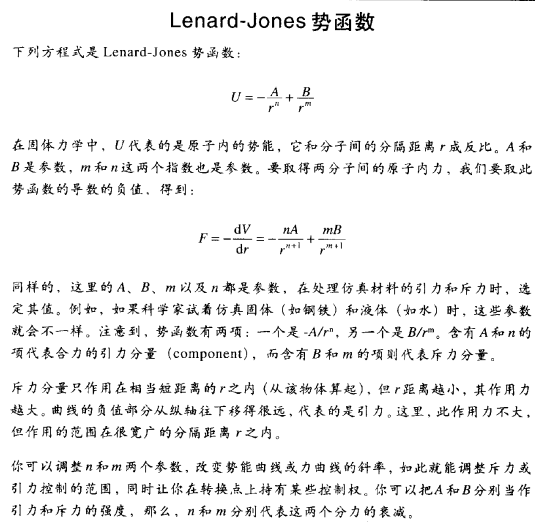 Lenard-Jones 势函数
下列方程式是 Lenard-Jones 势函数：
U = -A/rⁿ + B/rᵐ
在固体力学中，U 代表的是原子内的势能，它和分子间的分隔距离 r 成反比。A 和
B 是参数，m 和 n 这两个指数也是参数。要取得两分子间的原子内力，我们要取此
势函数的导数的负值，得到：
F = -dV/dr = -nA/rⁿ⁺¹ + mB/rᵐ⁺¹
同样的，这里的 A、B、m 以及 n 都是参数，在处理仿真材料的引力和斥力时，选
定其值。例如，如果科学家试着仿真固体（如钢铁）和液体（如水）时，这些参数
就会不一样。注意到，势函数有两项：一个是 -A/rⁿ，另一个是 B/rᵐ。含有 A 和 n 的
项代表合力的引力分量（component），而含有 B 和 m 的项则代表斥力分量。
斥力分量只作用在相当短距离的 r 之内（从该物体算起），但 r 距离越小，其作用力
越大。曲线的负值部分从纵轴往下移得很远，代表的是引力。这里，此作用力不大，
但作用的范围在很宽广的分隔距离 r 之内。
你可以调整 n 和 m 两个参数，改变势能曲线或力曲线的斜率，如此就能调整斥力或
引力控制的范围，同时让你在转换点上持有某些控制权。你可以把 A 和 B 分别当作
引力和斥力的强度，那么，n 和 m 分别代表这两个分力的衰减。